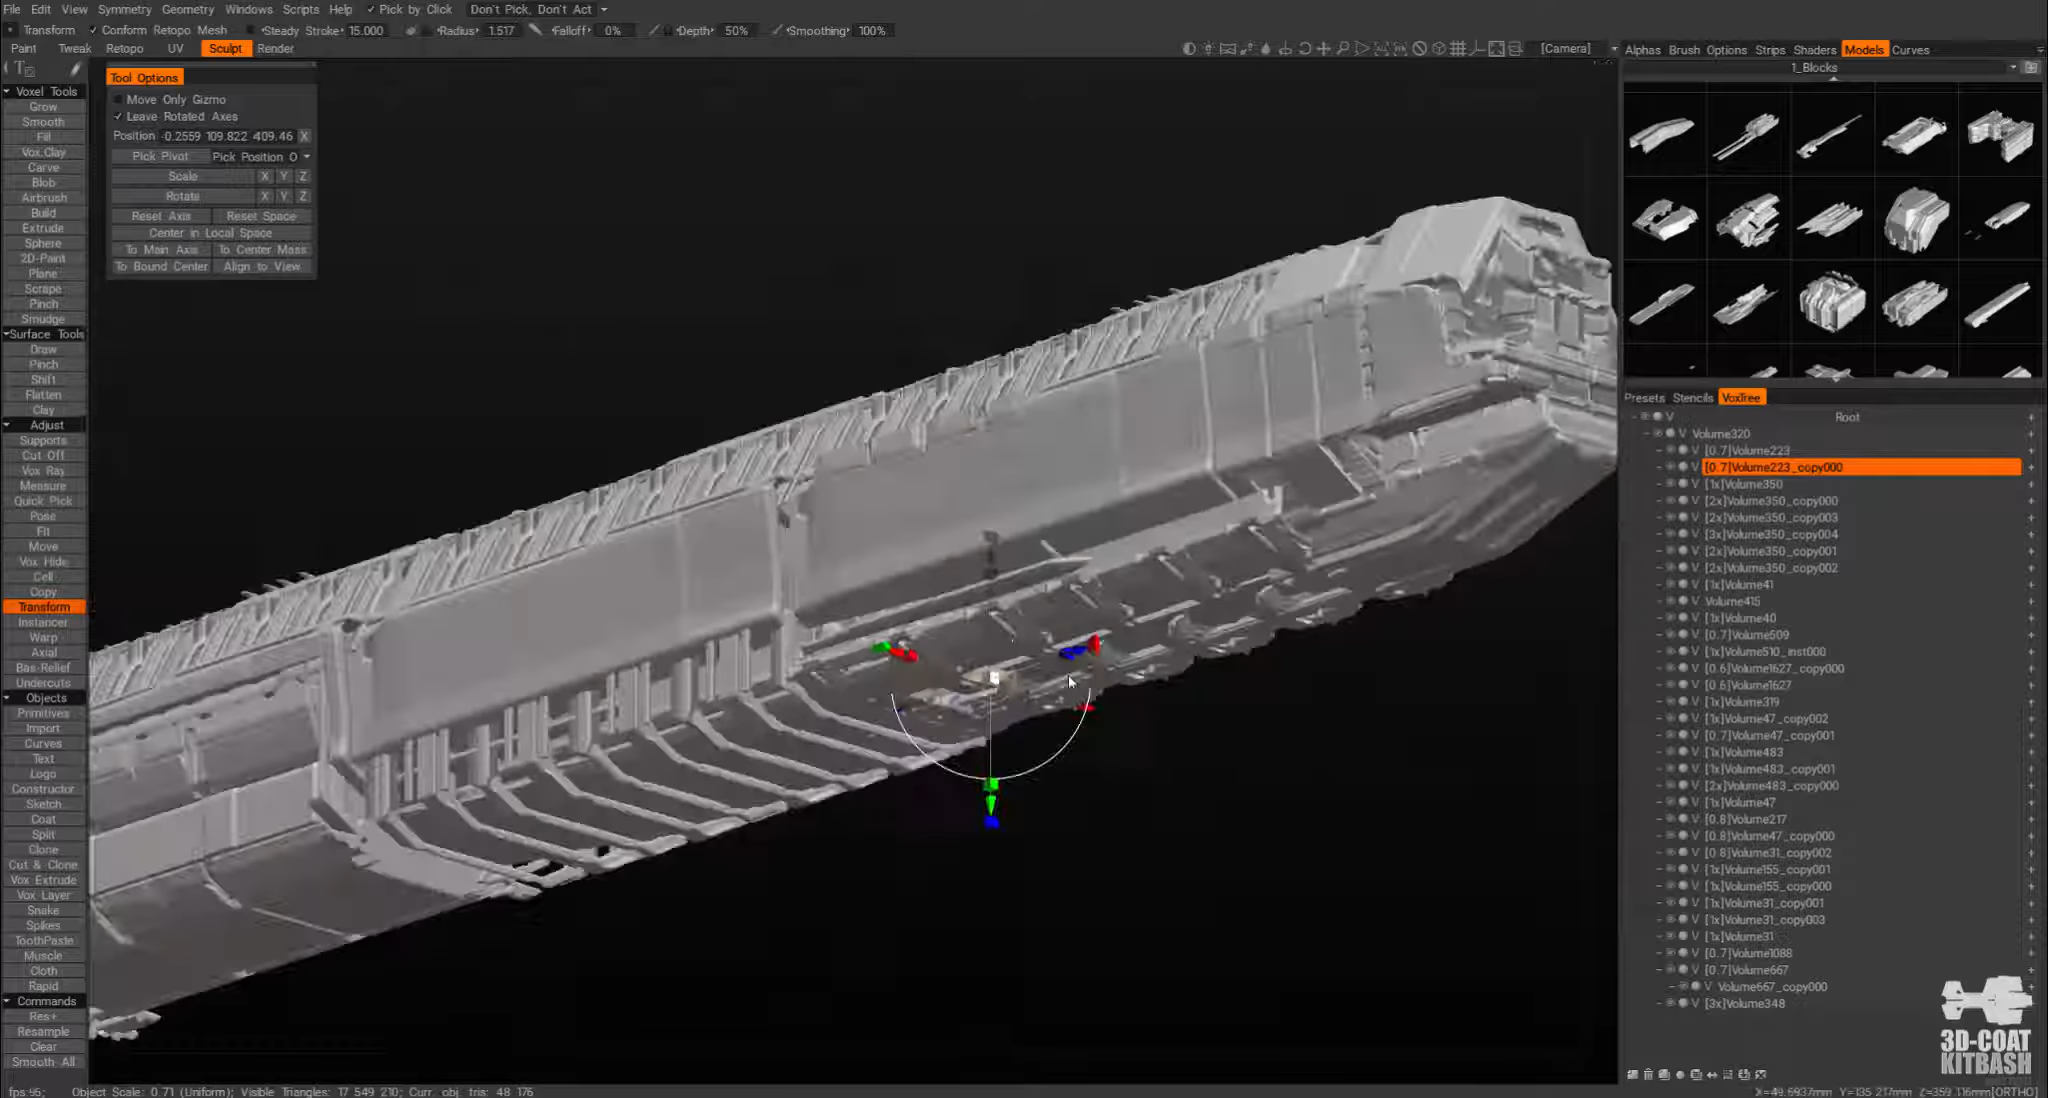 File Edit View Symmetry Geometry Windows Scripts Help ✓ Pick by Click Don't Pick, Don't Act
Transform ✓ Conform Retopo Mesh Steady Stroke 15.000 Radius 1.517 Falloff 0% Depth 50% Smoothing 100%
Paint Tweak Retopo UV Sculpt Render [Camera]
Alphas Brush Options Strips Shaders Models Curves
1_Blocks
Tool Options
Move Only Gizmo
✓ Leave Rotated Axes
Position -0.2559 109.822 409.46 X
Pick Pivot Pick Position O
Scale X Y Z
Rotate X Y Z
Reset Axis Reset Space
Center in Local Space
To Main Axis To Center Mass
To Bound Center Align to View
Voxel Tools
Grow
Smooth
Fill
Vox Clay
Carve
Blob
Airbrush
Build
Extrude
Sphere
2D-Paint
Plane
Scrape
Pinch
Smudge
Surface Tools
Draw
Pinch
Shift
Flatten
Clay
Adjust
Supports
Cut Off
Vox Ray
Measure
Quick Pick
Pose
Fit
Move
Vox Hide
Cell
Copy
Transform
Instancer
Warp
Axial
Bas-Relief
Undercuts
Objects
Primitives
Import
Curves
Text
Logo
Constructor
Sketch
Coat
Split
Clone
Cut & Clone
Vox Extrude
Vox Layer
Snake
Spikes
ToothPaste
Muscle
Cloth
Rapid
Commands
Res+
Resample
Clear
Smooth All
Presets Stencils VoxTree
V Root +
V Volume320
V [0.7]Volume223
V [0.7]Volume223_copy000
V [1x]Volume350
V [2x]Volume350_copy000
V [2x]Volume350_copy003
V [3x]Volume350_copy004
V [2x]Volume350_copy001
V [2x]Volume350_copy002
V [1x]Volume41
V Volume415
V [1x]Volume40
V [0.7]Volume509
V [1x]Volume510_inst000
V [0.6]Volume1627_copy000
V [0.6]Volume1627
V [1x]Volume319
V [1x]Volume47_copy002
V [0.7]Volume47_copy001
V [1x]Volume483
V [1x]Volume483_copy001
V [2x]Volume483_copy000
V [1x]Volume47
V [0.8]Volume217
V [0.8]Volume47_copy000
V [0.8]Volume31_copy002
V [1x]Volume155_copy001
V [1x]Volume155_copy000
V [1x]Volume31_copy001
V [1x]Volume31_copy003
V [1x]Volume31
V [0.7]Volume1088
V [0.7]Volume667
V Volume667_copy000
V [3x]Volume348
3D-COAT
KITBASH
fps:95; Object Scale: 0.71 (Uniform); Visible Triangles: 17 549 210; Curr. obj. tris: 48 176
X=49.6937mm Y=135.217mm Z=359.116mm[ORTHO]